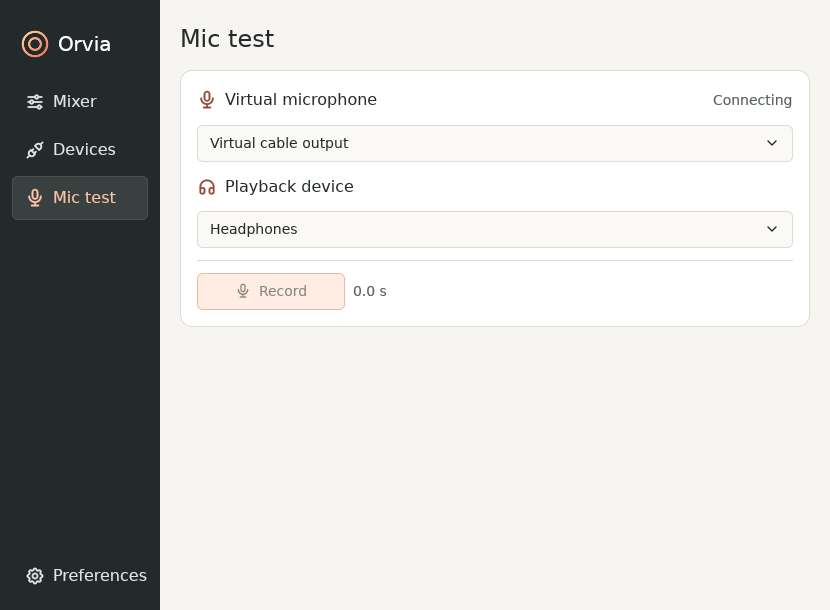 Orvia
Mixer
Devices
Mic test
Preferences
Mic test
Virtual microphone
Connecting
Virtual cable output
Playback device
Headphones
Record
0.0 s